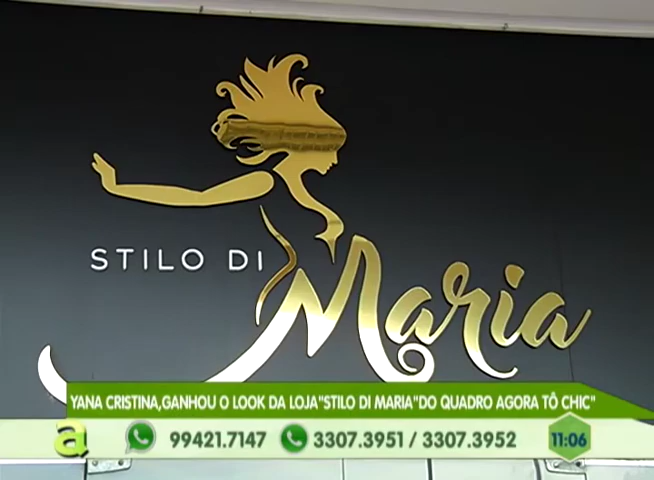 STILO DI
Maria
YANA CRISTINA,GANHOU O LOOK DA LOJA"STILO DI MARIA"DO QUADRO AGORA TÔ CHIC"
a 99421.7147 3307.3951 / 3307.3952 11:06